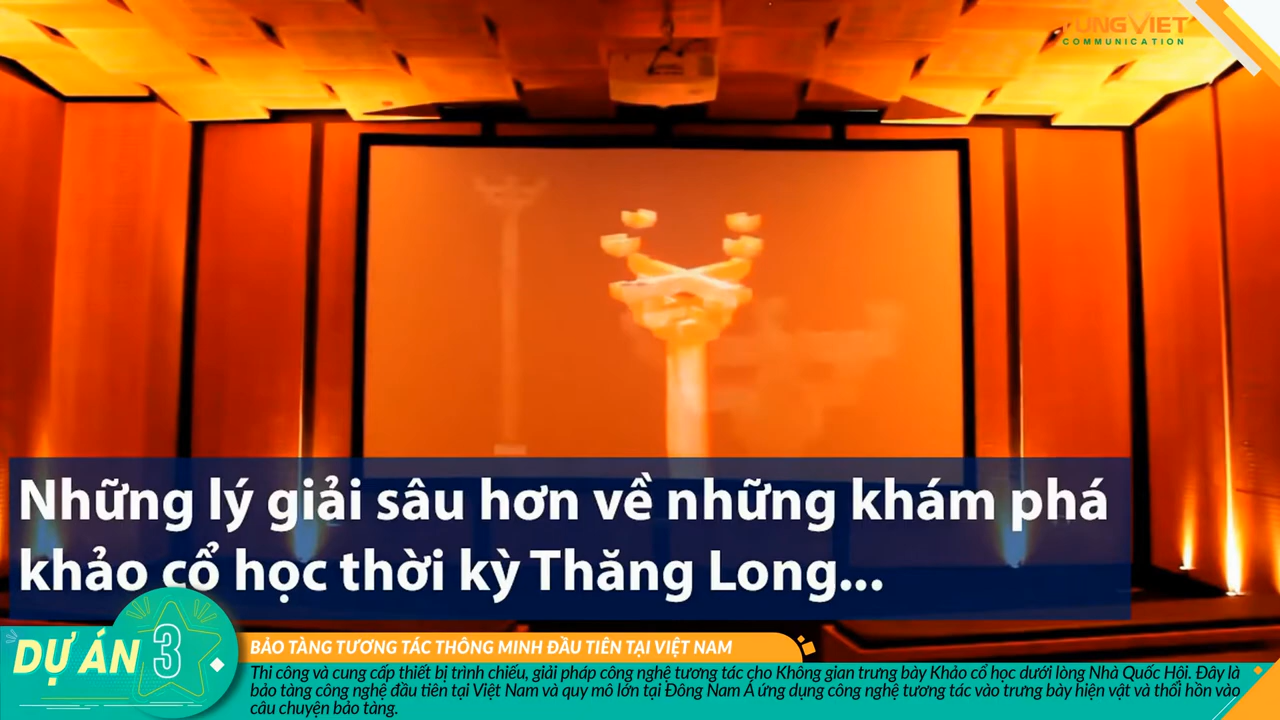 TUNGVIET
COMMUNICATION
Những lý giải sâu hơn về những khám phá
khảo cổ học thời kỳ Thăng Long...
DỰ ÁN 3
BẢO TÀNG TƯƠNG TÁC THÔNG MINH ĐẦU TIÊN TẠI VIỆT NAM
Thi công và cung cấp thiết bị trình chiếu, giải pháp công nghệ tương tác cho Không gian trưng bày Khảo cổ học dưới lòng Nhà Quốc Hội. Đây là
bảo tàng công nghệ đầu tiên tại Việt Nam và quy mô lớn tại Đông Nam Á ứng dụng công nghệ tương tác vào trưng bày hiện vật và thổi hồn vào
câu chuyện bảo tàng.